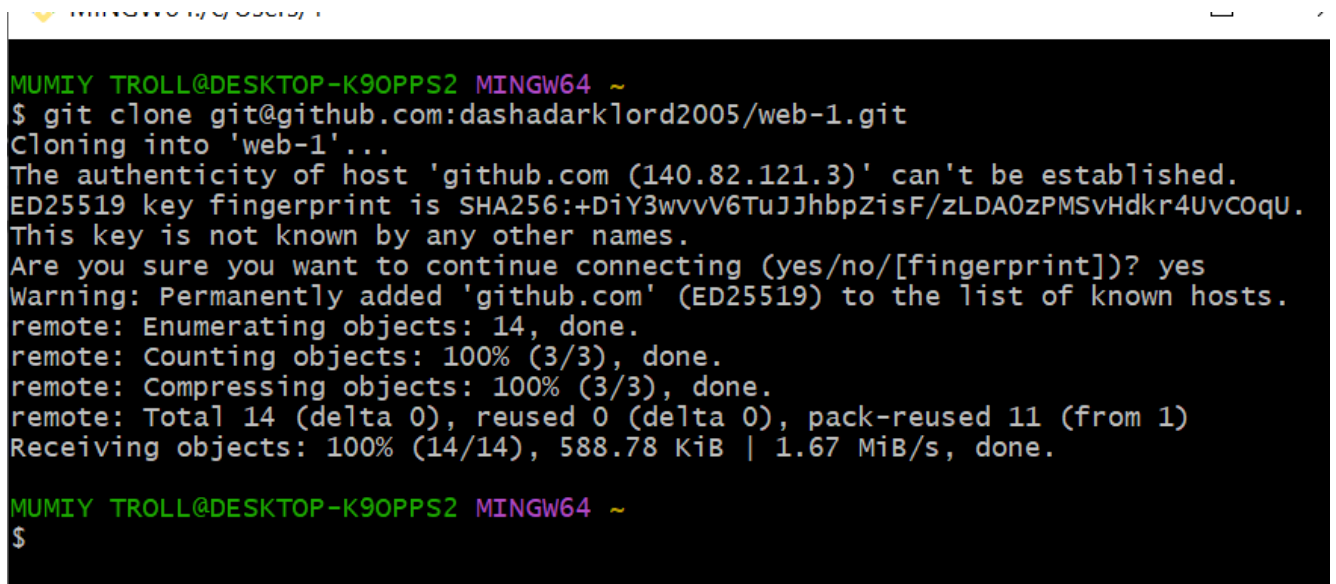 MUMIY TROLL@DESKTOP-K9OPPS2 MINGW64 ~
$ git clone git@github.com:dashadarklord2005/web-1.git
Cloning into 'web-1'...
The authenticity of host 'github.com (140.82.121.3)' can't be established.
ED25519 key fingerprint is SHA256:+DiY3wvvV6TuJJhbpZisF/zLDA0zPMSvHdkr4UvCOqU.
This key is not known by any other names.
Are you sure you want to continue connecting (yes/no/[fingerprint])? yes
Warning: Permanently added 'github.com' (ED25519) to the list of known hosts.
remote: Enumerating objects: 14, done.
remote: Counting objects: 100% (3/3), done.
remote: Compressing objects: 100% (3/3), done.
remote: Total 14 (delta 0), reused 0 (delta 0), pack-reused 11 (from 1)
Receiving objects: 100% (14/14), 588.78 KiB | 1.67 MiB/s, done.
MUMIY TROLL@DESKTOP-K9OPPS2 MINGW64 ~
$